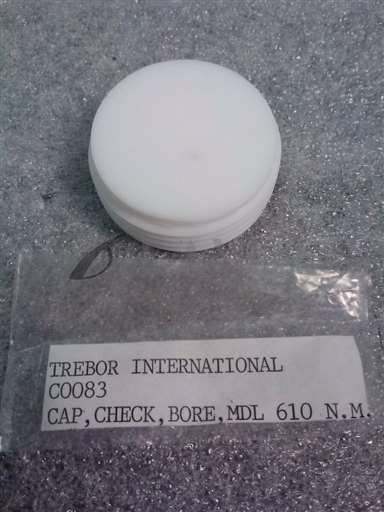 TREBOR INTERNATIONAL
C0083
CAP,CHECK,BORE,MDL 610 N.M.